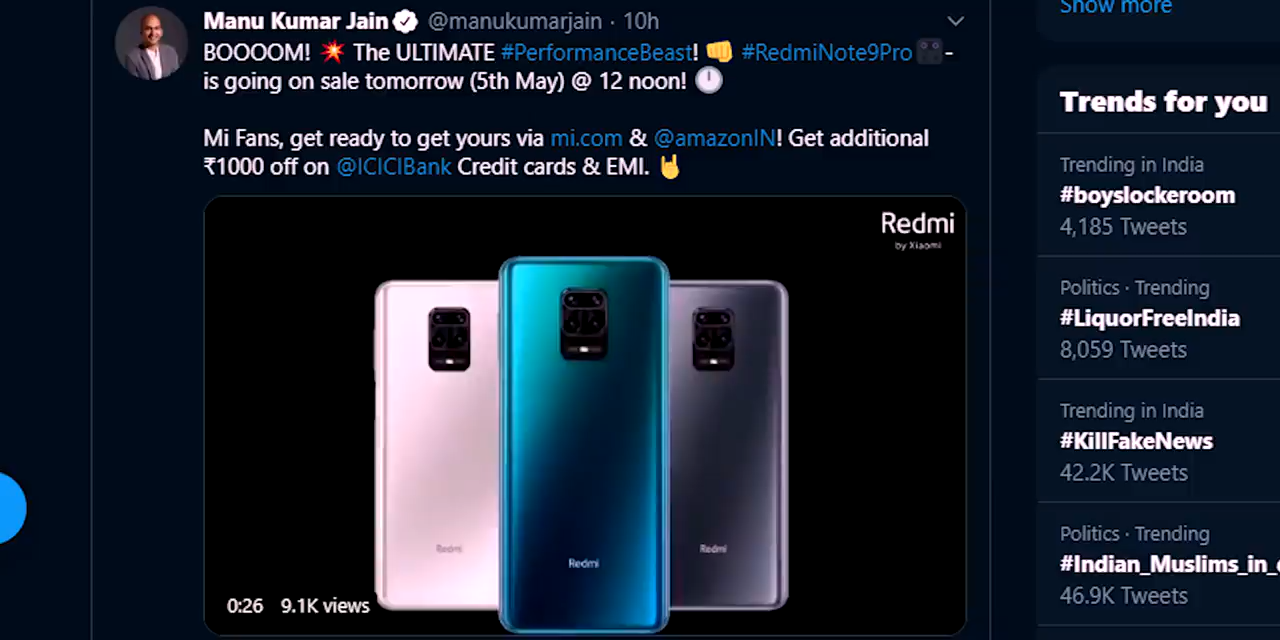 Show more
Manu Kumar Jain @manukumarjain · 10h
BOOOOM! 💥 The ULTIMATE #PerformanceBeast! 👊 #RedmiNote9Pro -
is going on sale tomorrow (5th May) @ 12 noon! 🕛
Mi Fans, get ready to get yours via mi.com & @amazonIN! Get additional
₹1000 off on @ICICIBank Credit cards & EMI. 🤘
Redmi
by Xiaomi
Redmi
Redmi
Redmi
0:26 9.1K views
Trends for you
Trending in India
#boyslockeroom
4,185 Tweets
Politics · Trending
#LiquorFreeIndia
8,059 Tweets
Trending in India
#KillFakeNews
42.2K Tweets
Politics · Trending
#Indian_Muslims_in_
46.9K Tweets